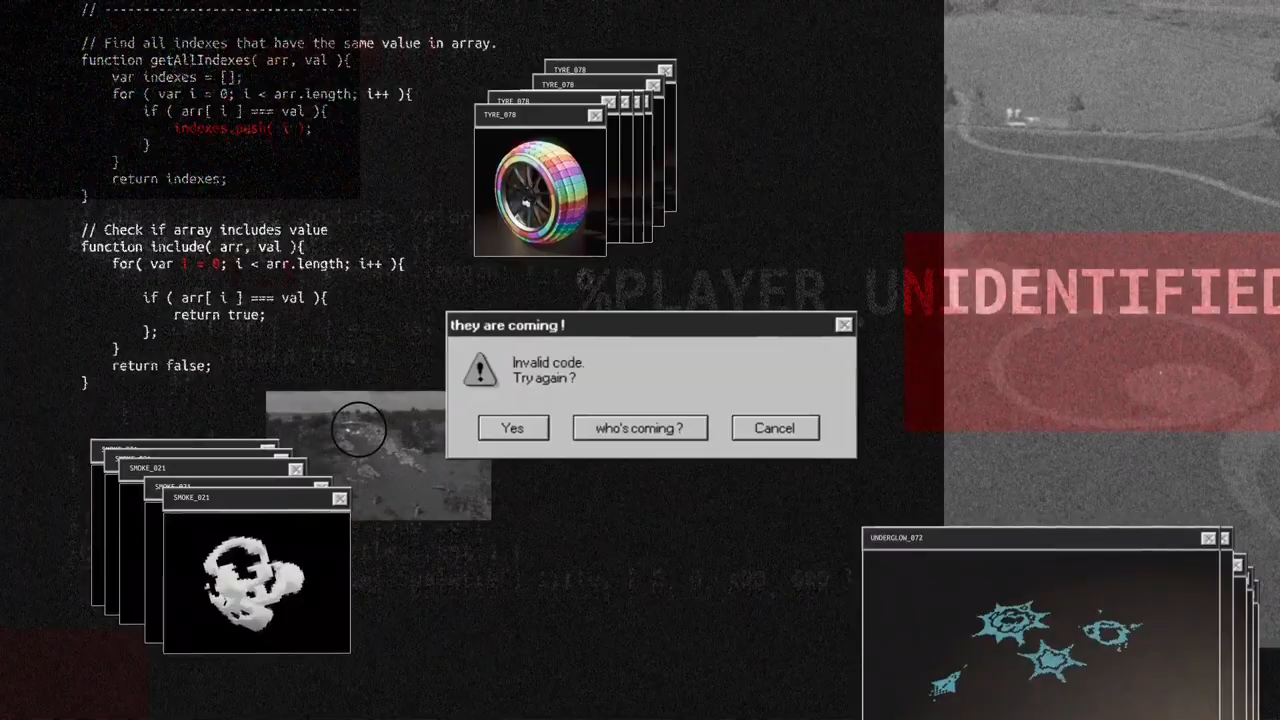 // ---------------------------------
// Find all indexes that have the same value in array.
function getAllIndexes( arr, val ){
var indexes = [];
for ( var i = 0; i < arr.length; i++ ){
if ( arr[ i ] === val ){
indexes.push( i );
}
}
return indexes;
}
// Check if array includes value
function include( arr, val ){
for( var i = 0; i < arr.length; i++ ){
if ( arr[ i ] === val ){
return true;
};
}
return false;
}
TYRE_078
TYRE_078
TYRE_078
TYRE_078
%PLAYER_UNIDENTIFIED
they are coming !
Invalid code.
Try again ?
Yes
who's coming ?
Cancel
SMOKE_021
SMOKE_021
SMOKE_021
UNDERGLOW_072